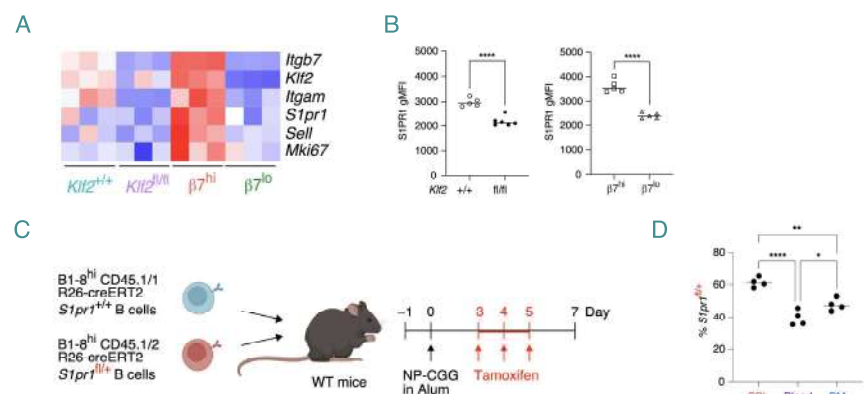 A
Itgb7
Klf2
Itgam
S1pr1
Sell
Mki67
Klf2+/+
Klf2fl/fl
β7hi
β7lo
B
5000
4000
3000
2000
1000
0
S1PR1 gMFI
****
Klf2 +/+ fl/fl
5000
4000
3000
2000
1000
0
S1PR1 gMFI
****
β7hi β7lo
C
B1-8hi CD45.1/1
R26-creERT2
S1pr1+/+ B cells
B1-8hi CD45.1/2
R26-creERT2
S1pr1fl/+ B cells
WT mice
−1 0 3 4 5 7 Day
NP-CGG
in Alum
Tamoxifen
D
**
**** *
80
60
40
20
0
% S1pr1fl/+